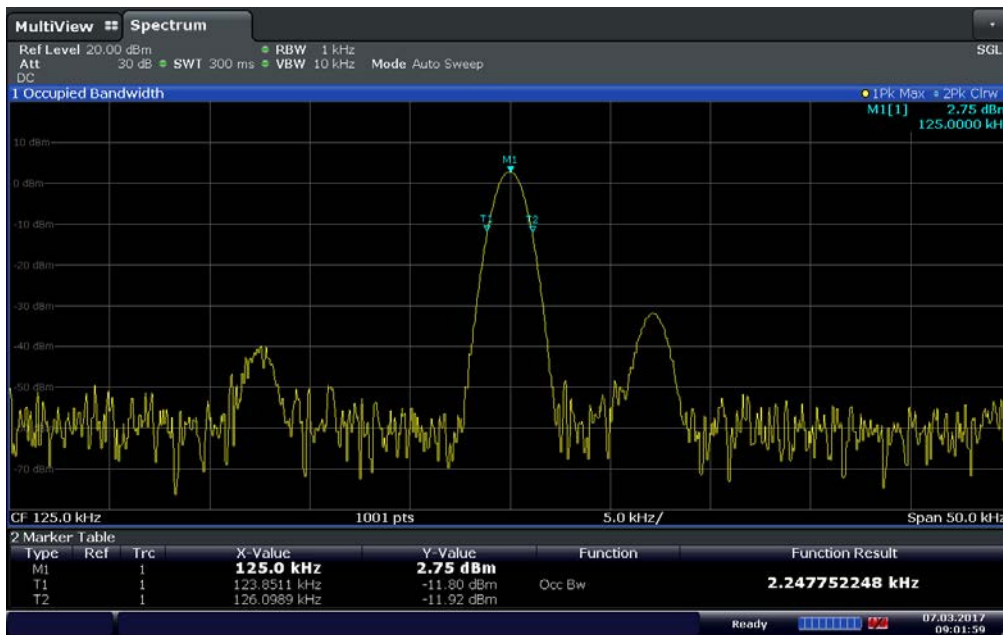 MultiView Spectrum
Ref Level 20.00 dBm RBW 1 kHz SGL
Att 30 dB SWT 300 ms VBW 10 kHz Mode Auto Sweep
DC
1 Occupied Bandwidth 1Pk Max 2Pk Clrw
M1[1] 2.75 dBm
125.0000 kH
10 dBm
M1
0 dBm
T1 T2
-10 dBm
-20 dBm
-30 dBm
-40 dBm
-50 dBm
-70 dBm
CF 125.0 kHz 1001 pts 5.0 kHz/ Span 50.0 kHz
2 Marker Table
Type Ref Trc X-Value Y-Value Function Function Result
M1 1 125.0 kHz 2.75 dBm
T1 1 123.8511 kHz -11.80 dBm Occ Bw 2.247752248 kHz
T2 1 126.0989 kHz -11.92 dBm
Ready 07.03.2017
09:01:59